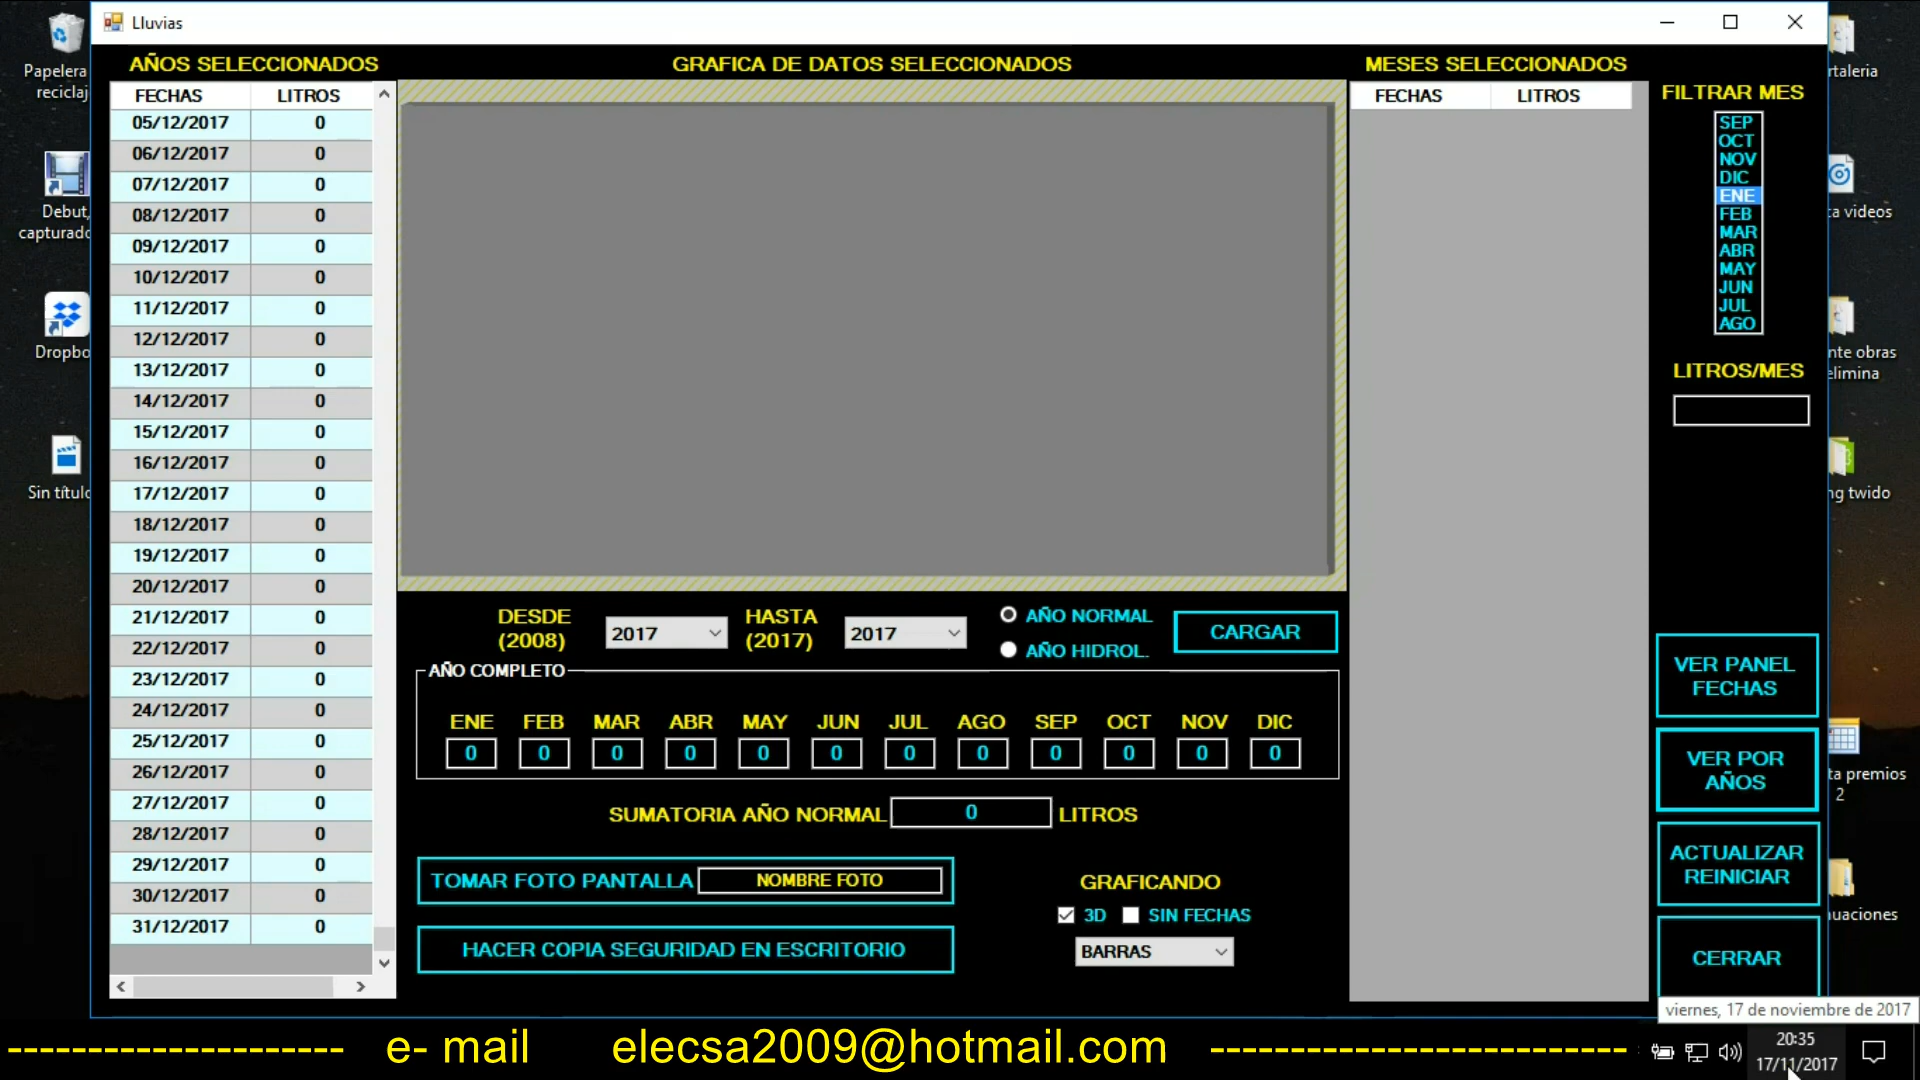 Lluvias
Papelera
reciclaj
Debut,
capturado
Dropbo
Sin título
AÑOS SELECCIONADOS
FECHAS LITROS
05/12/2017 0
06/12/2017 0
07/12/2017 0
08/12/2017 0
09/12/2017 0
10/12/2017 0
11/12/2017 0
12/12/2017 0
13/12/2017 0
14/12/2017 0
15/12/2017 0
16/12/2017 0
17/12/2017 0
18/12/2017 0
19/12/2017 0
20/12/2017 0
21/12/2017 0
22/12/2017 0
23/12/2017 0
24/12/2017 0
25/12/2017 0
26/12/2017 0
27/12/2017 0
28/12/2017 0
29/12/2017 0
30/12/2017 0
31/12/2017 0
GRAFICA DE DATOS SELECCIONADOS
DESDE
(2008)
2017
HASTA
(2017)
2017
AÑO NORMAL
AÑO HIDROL.
CARGAR
AÑO COMPLETO
ENE FEB MAR ABR MAY JUN JUL AGO SEP OCT NOV DIC
0 0 0 0 0 0 0 0 0 0 0 0
SUMATORIA AÑO NORMAL 0 LITROS
TOMAR FOTO PANTALLA NOMBRE FOTO
HACER COPIA SEGURIDAD EN ESCRITORIO
GRAFICANDO
3D SIN FECHAS
BARRAS
MESES SELECCIONADOS
FECHAS LITROS
FILTRAR MES
SEP
OCT
NOV
DIC
ENE
FEB
MAR
ABR
MAY
JUN
JUL
AGO
LITROS/MES
VER PANEL
FECHAS
VER POR
AÑOS
ACTUALIZAR
REINICIAR
CERRAR
rtaleria
ta videos
nte obras
elimina
ng twido
ta premios
2
nuaciones
viernes, 17 de noviembre de 2017
--------------------- e- mail elecsa2009@hotmail.com --------------------------
20:35
17/11/2017